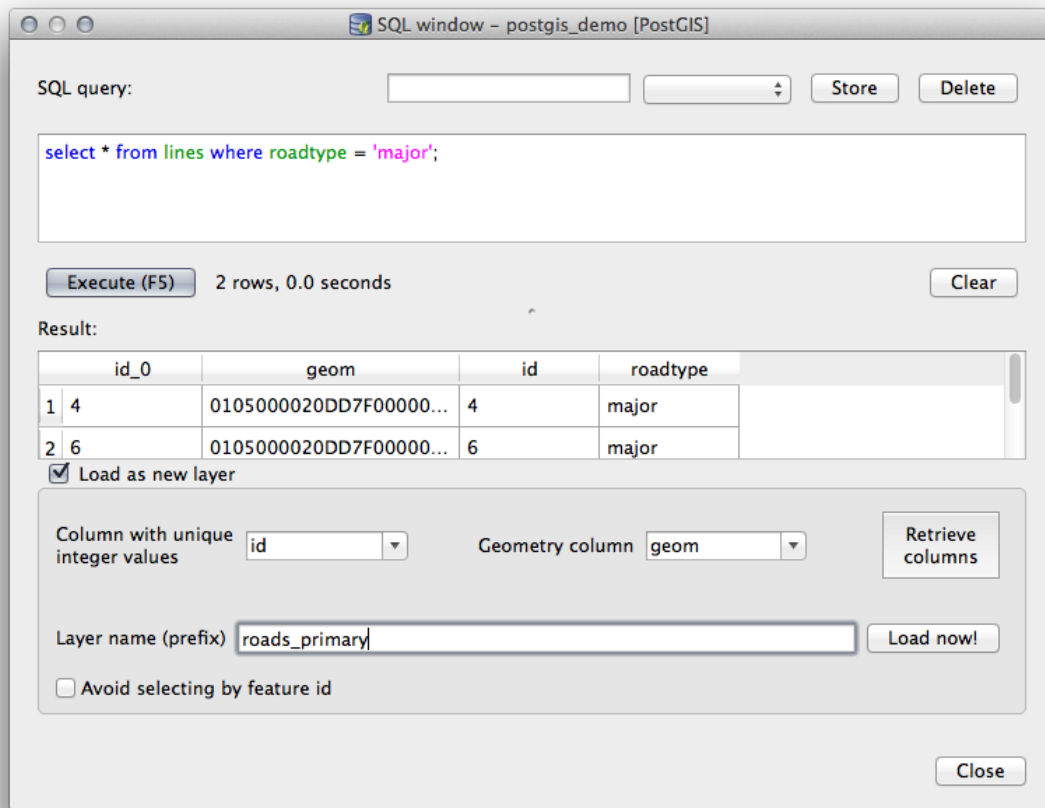 SQL window – postgis_demo [PostGIS]
SQL query:
Store
Delete
select * from lines where roadtype = 'major';
Execute (F5)
2 rows, 0.0 seconds
Clear
Result:
id_0 geom id roadtype
1 4 0105000020DD7F00000... 4 major
2 6 0105000020DD7F00000... 6 major
Load as new layer
Column with unique
integer values
id
Geometry column
geom
Retrieve
columns
Layer name (prefix)
roads_primary
Load now!
Avoid selecting by feature id
Close